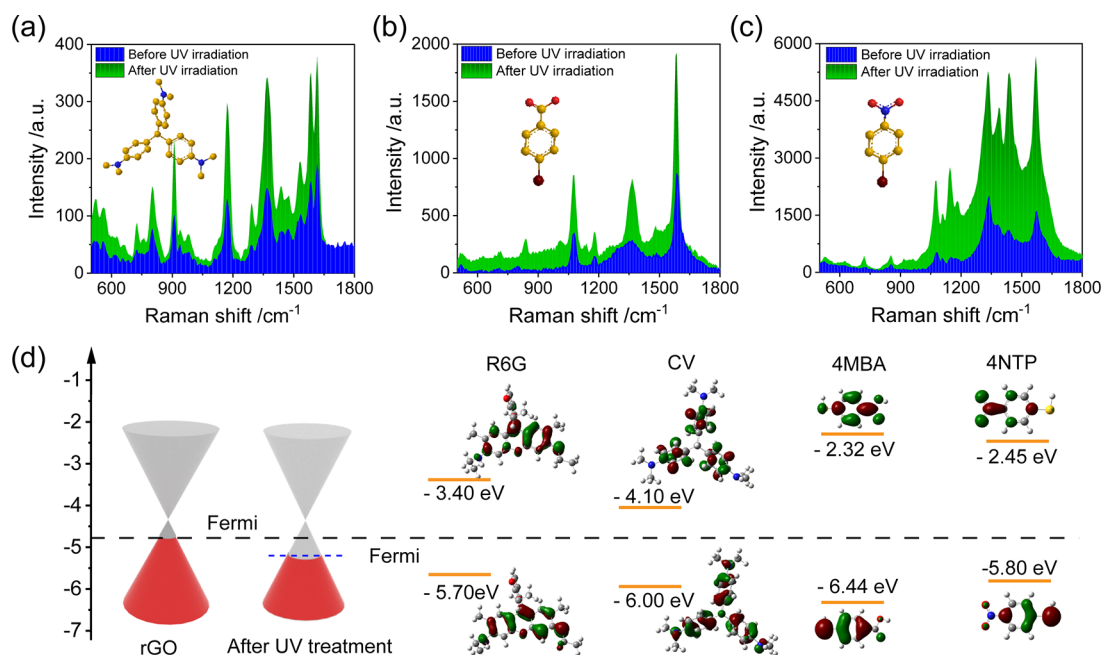 (a)
400
300
200
100
0
Intensity /a.u.
Before UV irradiation
After UV irradiation
600 900 1200 1500 1800
Raman shift /cm⁻¹
(b)
2000
1500
1000
500
0
Intensity /a.u.
Before UV irradiation
After UV irradiation
600 900 1200 1500 1800
Raman shift /cm⁻¹
(c)
6000
4500
3000
1500
0
Intensity /a.u.
Before UV irradiation
After UV irradiation
600 900 1200 1500 1800
Raman shift /cm⁻¹
(d)
-1
-2
-3
-4
-5
-6
-7
Fermi
Fermi
rGO
After UV treatment
R6G
CV
4MBA
4NTP
- 3.40 eV
- 4.10 eV
- 2.32 eV
- 2.45 eV
-5.70eV
- 6.00 eV
- 6.44 eV
-5.80 eV